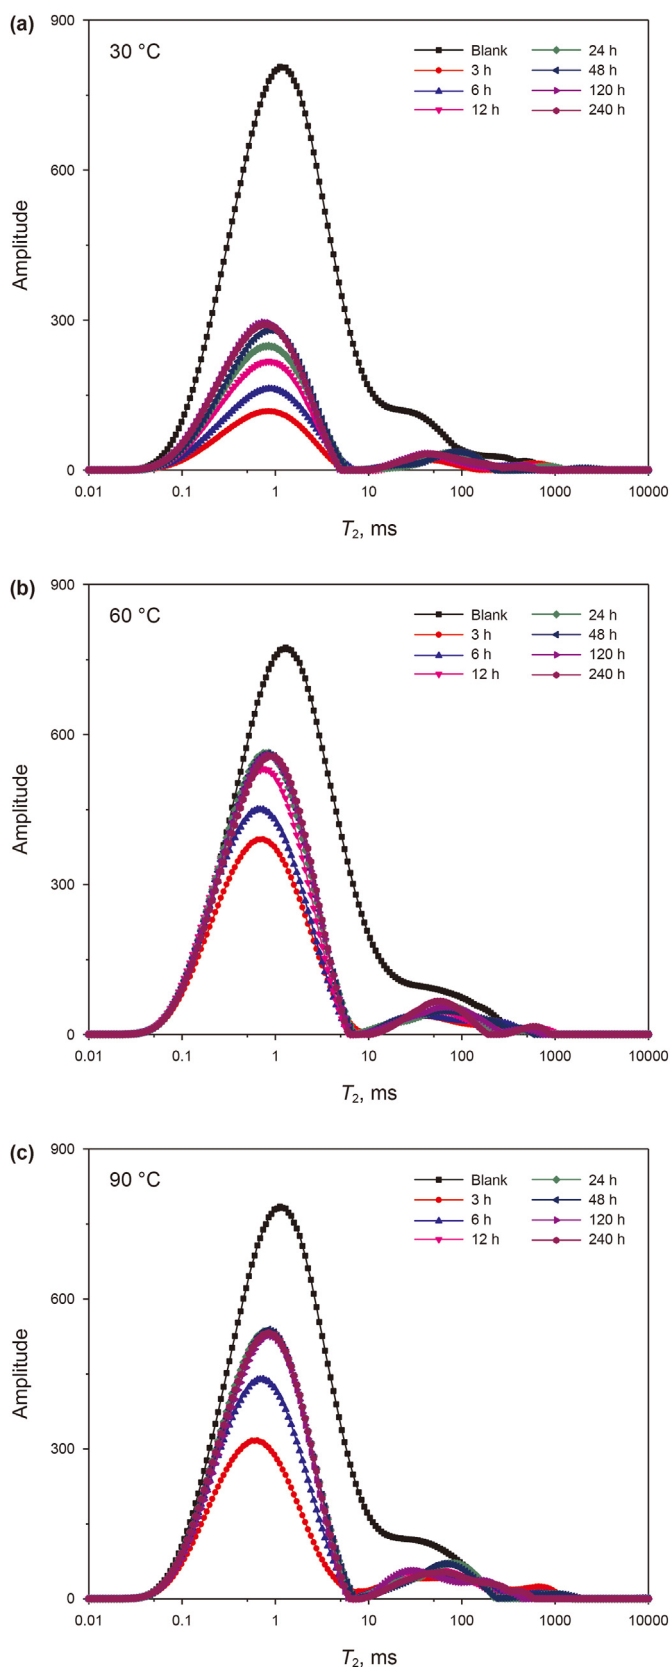 (a)
900
30 °C
Blank
3 h
6 h
12 h
24 h
48 h
120 h
240 h
600
Amplitude
300
0
0.01 0.1 1 10 100 1000 10000
T2, ms
(b)
900
60 °C
Blank
3 h
6 h
12 h
24 h
48 h
120 h
240 h
600
Amplitude
300
0
0.01 0.1 1 10 100 1000 10000
T2, ms
(c)
900
90 °C
Blank
3 h
6 h
12 h
24 h
48 h
120 h
240 h
600
Amplitude
300
0
0.01 0.1 1 10 100 1000 10000
T2, ms